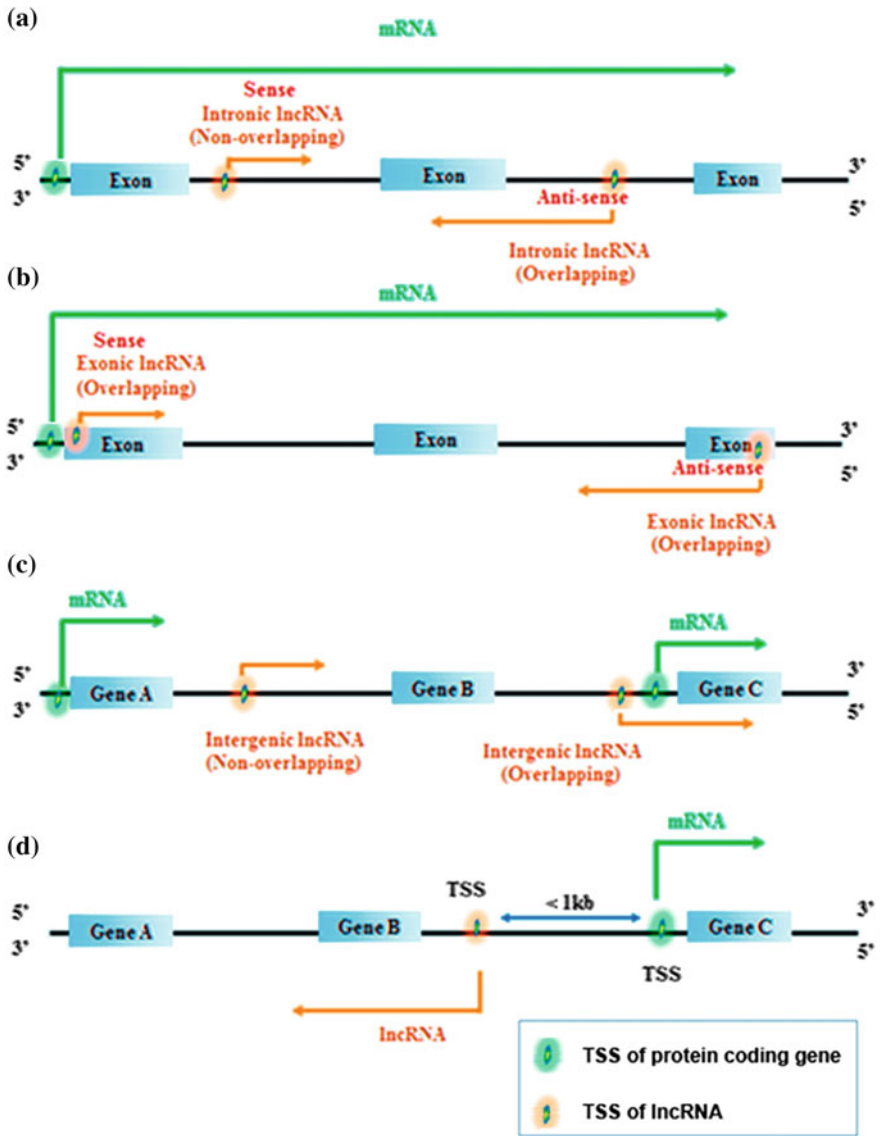 (a)
mRNA
Sense
Intronic lncRNA
(Non-overlapping)
5’
3’
Exon
Exon
Exon
3’
5’
Anti-sense
Intronic lncRNA
(Overlapping)
(b)
mRNA
Sense
Exonic lncRNA
(Overlapping)
5’
3’
Exon
Exon
Exon
3’
5’
Anti-sense
Exonic lncRNA
(Overlapping)
(c)
mRNA
mRNA
5’
3’
Gene A
Gene B
Gene C
3’
5’
Intergenic lncRNA
(Non-overlapping)
Intergenic lncRNA
(Overlapping)
(d)
mRNA
TSS
< 1kb
5’
3’
Gene A
Gene B
Gene C
3’
5’
TSS
lncRNA
TSS of protein coding gene
TSS of lncRNA